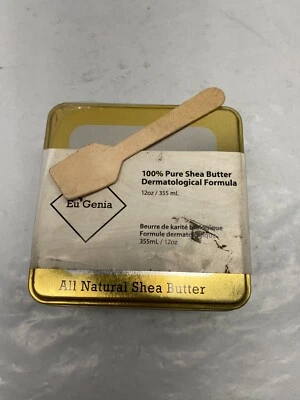 Eu'Genia
100% Pure Shea Butter
Dermatological Formula
12oz / 355 mL
Beurre de karité
Formule
355mL / 12oz
All Natural Shea Butter